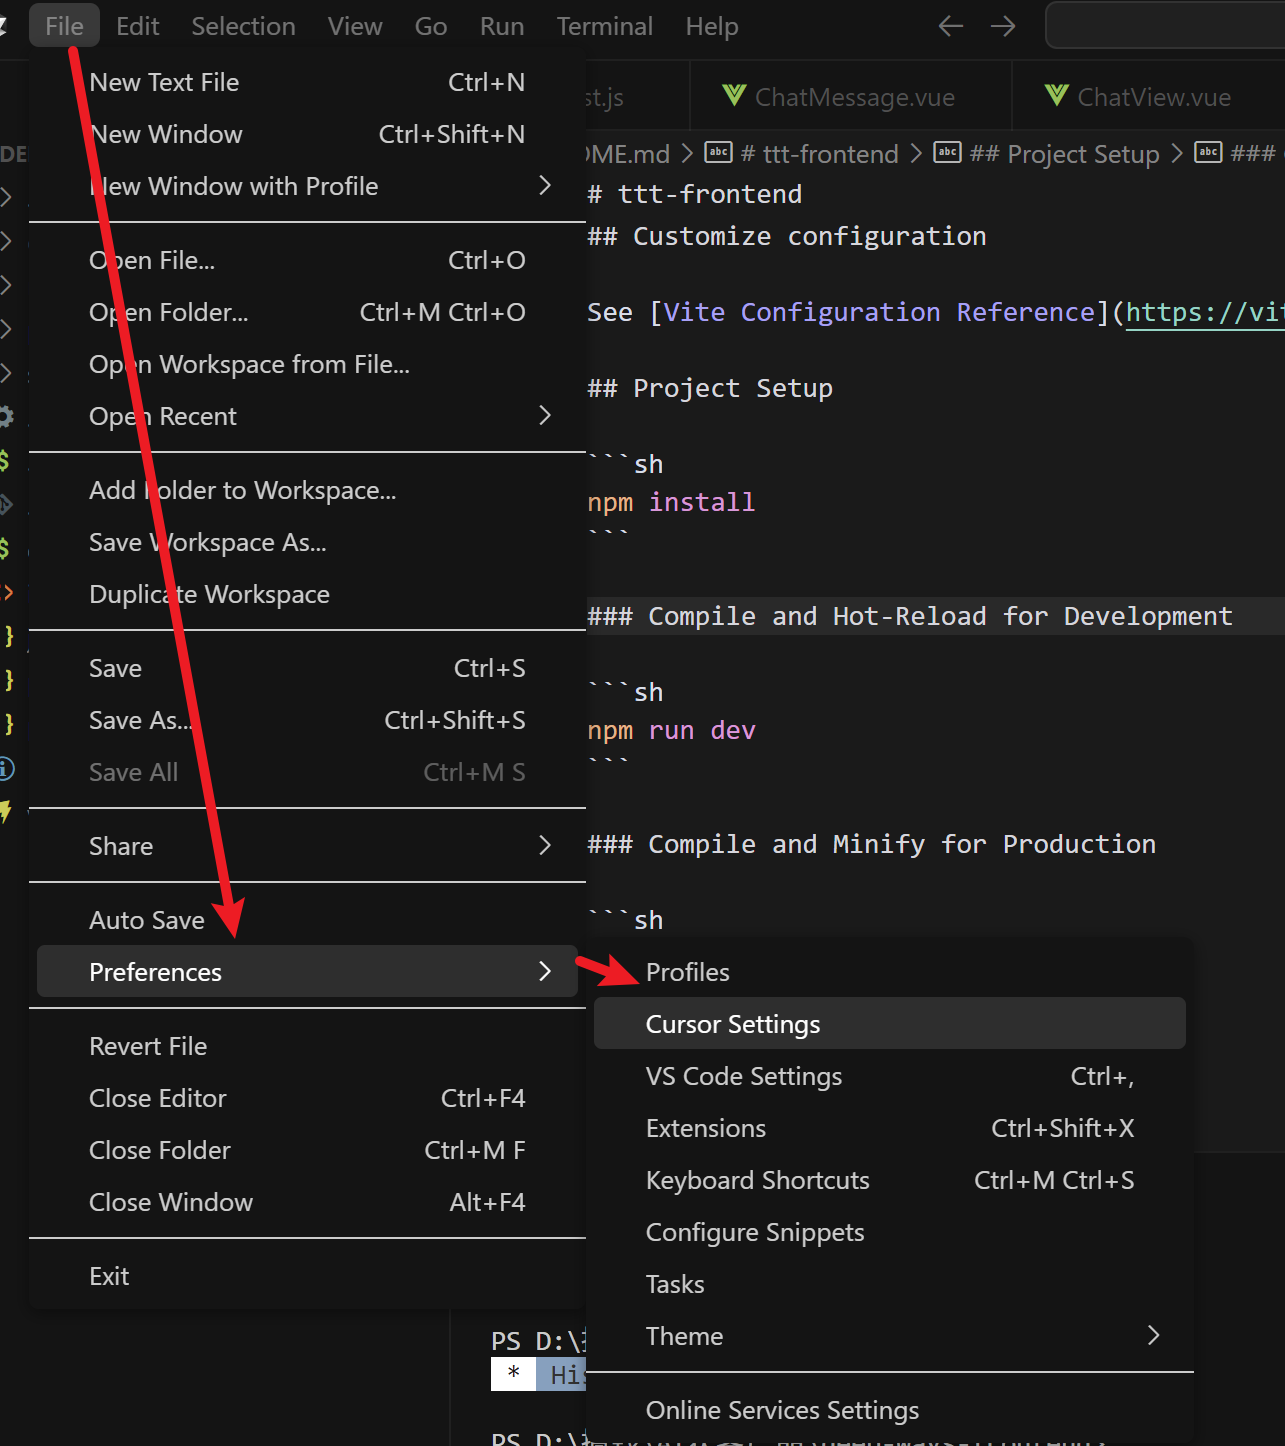 File Edit Selection View Go Run Terminal Help
New Text File Ctrl+N
New Window Ctrl+Shift+N
New Window with Profile
Open File... Ctrl+O
Open Folder... Ctrl+M Ctrl+O
Open Workspace from File...
Open Recent
Add Folder to Workspace...
Save Workspace As...
Duplicate Workspace
Save Ctrl+S
Save As... Ctrl+Shift+S
Save All Ctrl+M S
Share
Auto Save
Preferences
Revert File
Close Editor Ctrl+F4
Close Folder Ctrl+M F
Close Window Alt+F4
Exit
Profiles
Cursor Settings
VS Code Settings Ctrl+,
Extensions Ctrl+Shift+X
Keyboard Shortcuts Ctrl+M Ctrl+S
Configure Snippets
Tasks
Theme
Online Services Settings
st.js ChatMessage.vue ChatView.vue
OME.md > # ttt-frontend > ## Project Setup > ###
# ttt-frontend
## Customize configuration
See [Vite Configuration Reference](https://vit
## Project Setup
```sh
npm install
```
### Compile and Hot-Reload for Development
```sh
npm run dev
```
### Compile and Minify for Production
```sh
PS D:\
* His
PS D:\